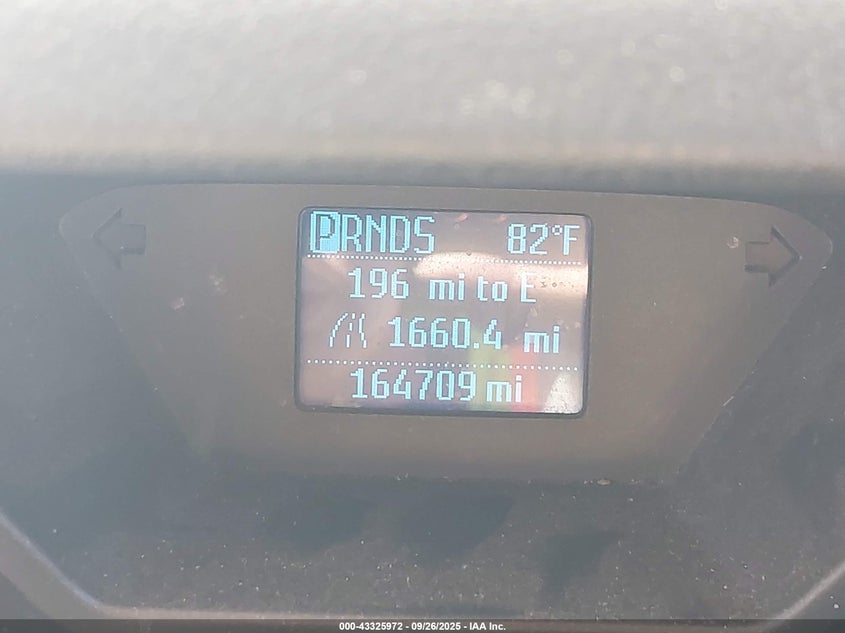 PRNDS 82°F
196 mi to E
1660.4 mi
164709 mi
000-43325972 - 09/26/2025 - IAA Inc.